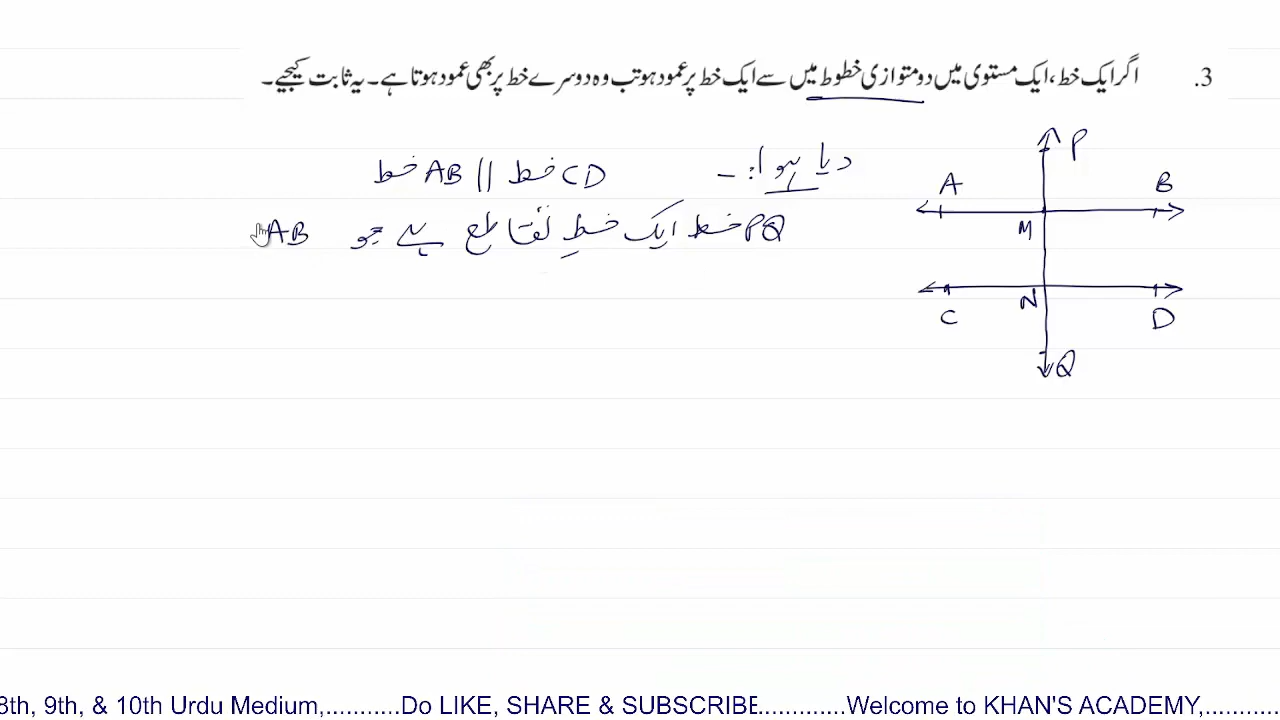 3. اگر ایک خط، ایک مستوی میں دو متوازی خطوط میں سے ایک خط پر عمود ہو تب وہ دوسرے خط پر بھی عمود ہوتا ہے۔ یہ ثابت کیجیے۔
دیا ہوا :- خط AB || خط CD
خط PQ ایک خطِ تقاطع ہے جو AB
P
A B
M
N
C D
Q
8th, 9th, & 10th Urdu Medium,..........Do LIKE, SHARE & SUBSCRIBE............Welcome to KHAN'S ACADEMY,...........